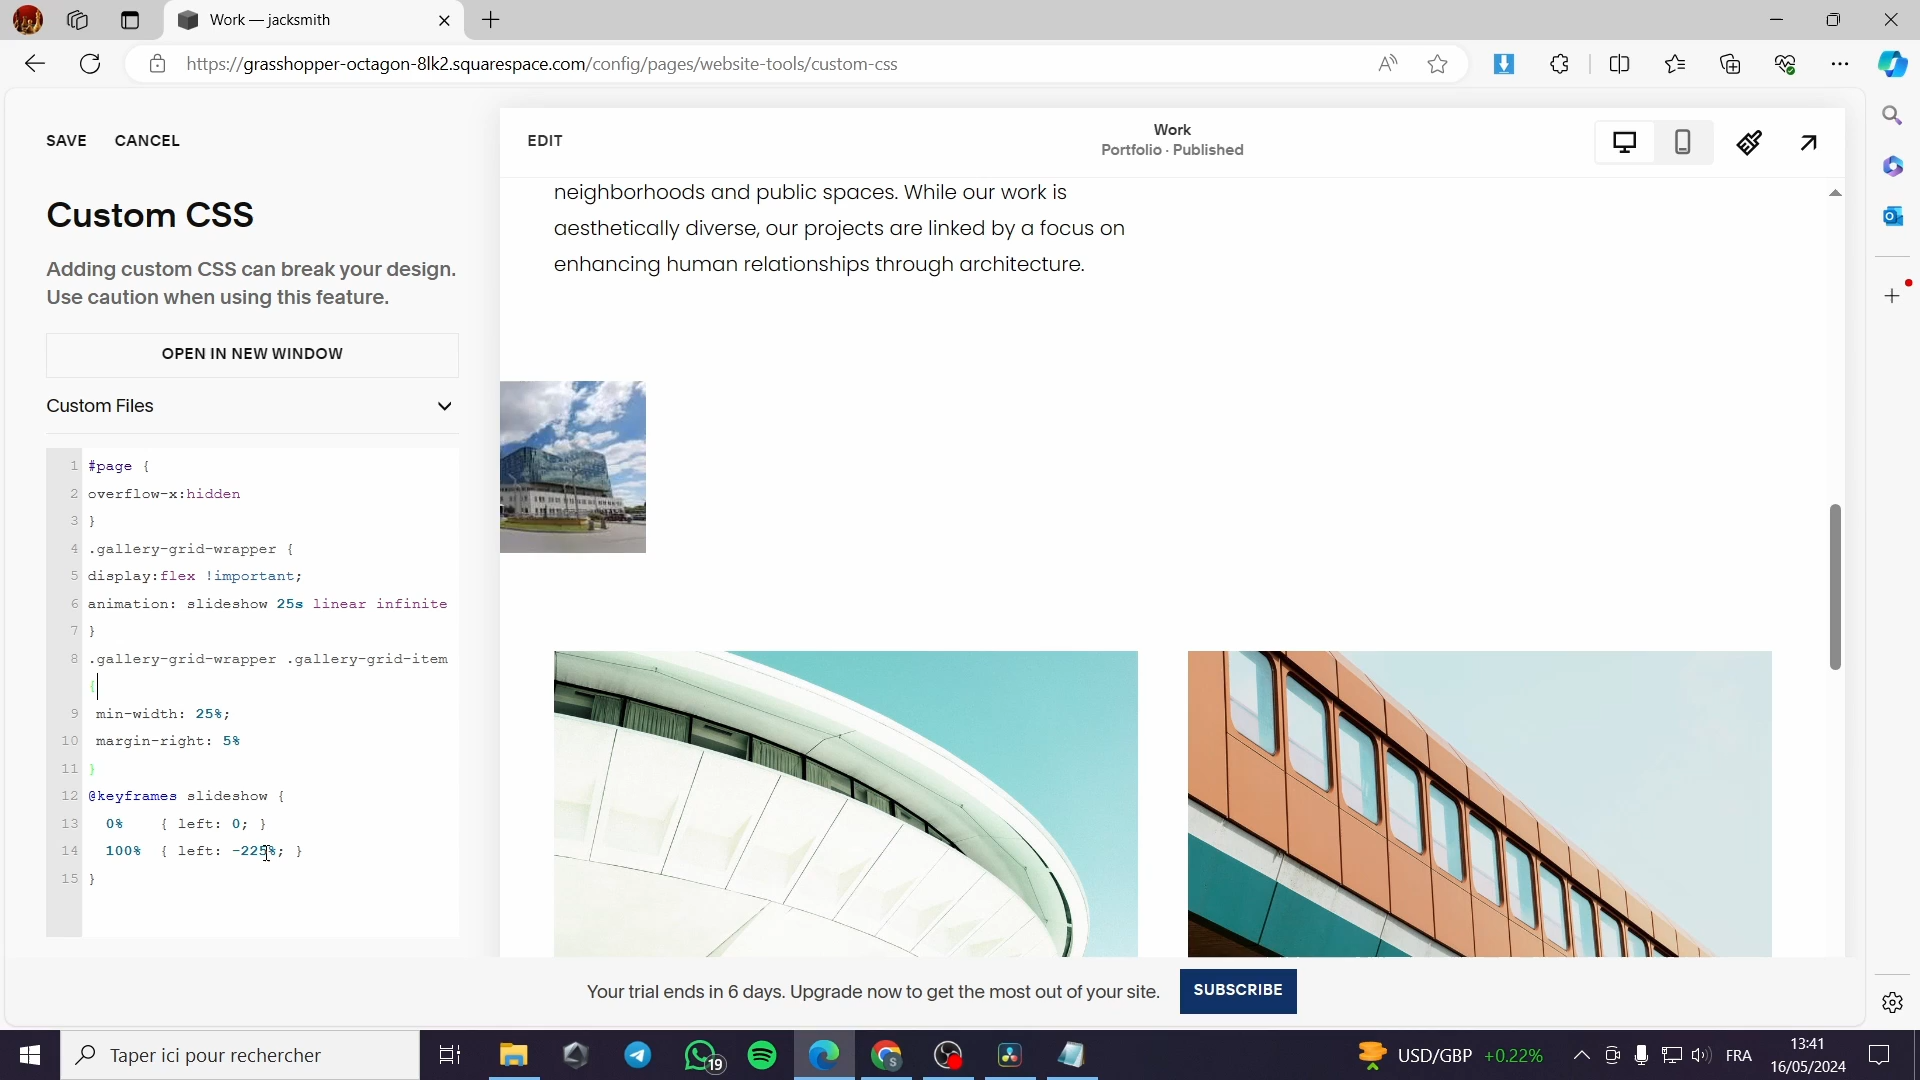 Work — jacksmith
https://grasshopper-octagon-8lk2.squarespace.com/config/pages/website-tools/custom-css
SAVE CANCEL
EDIT
Work
Portfolio · Published
Custom CSS
Adding custom CSS can break your design.
Use caution when using this feature.
OPEN IN NEW WINDOW
Custom Files
1 #page {
2 overflow-x:hidden
3 }
4 .gallery-grid-wrapper {
5 display:flex !important;
6 animation: slideshow 25s linear infinite
7 }
8 .gallery-grid-wrapper .gallery-grid-item
{
9 min-width: 25%;
10 margin-right: 5%
11 }
12 @keyframes slideshow {
13 0% { left: 0; }
14 100% { left: -225%; }
15 }
neighborhoods and public spaces. While our work is
aesthetically diverse, our projects are linked by a focus on
enhancing human relationships through architecture.
Your trial ends in 6 days. Upgrade now to get the most out of your site. SUBSCRIBE
Taper ici pour rechercher
19
USD/GBP +0.22%
FRA
13:41
16/05/2024